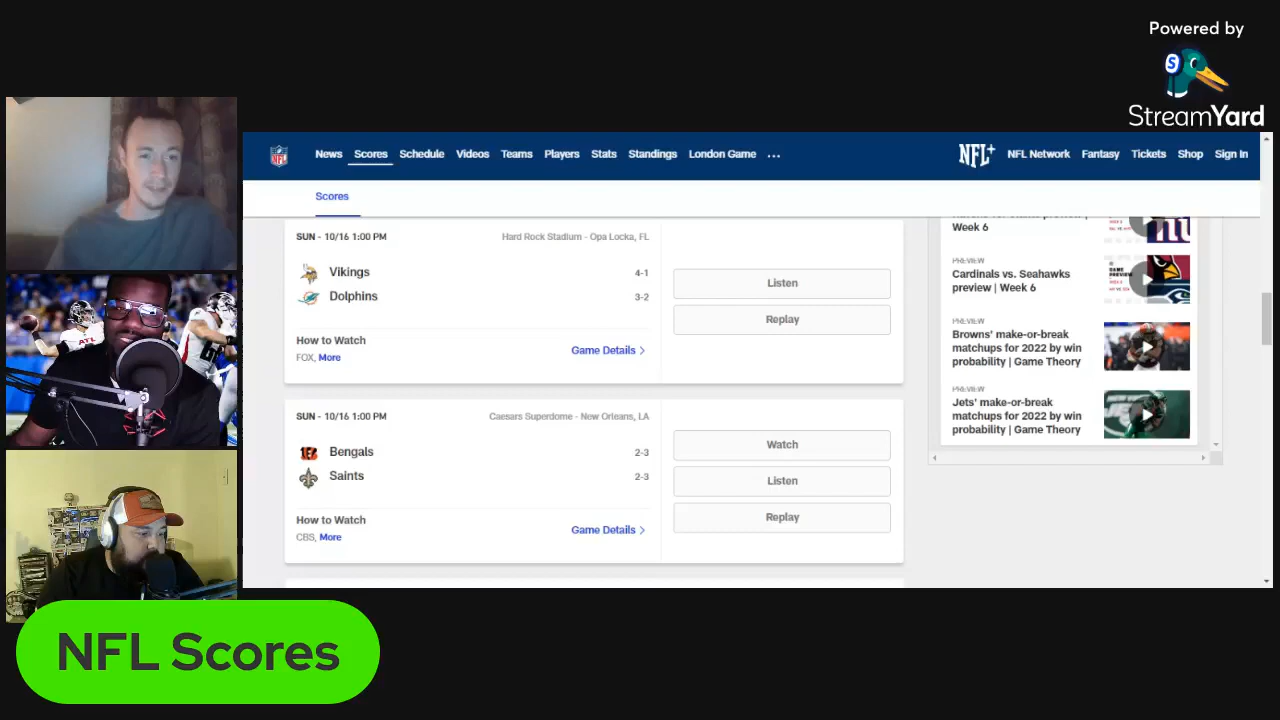 Powered by
StreamYard
NFL
News Scores Schedule Videos Teams Players Stats Standings London Game ...
NFL+ NFL Network Fantasy Tickets Shop Sign In
Scores
SUN - 10/16 1:00 PM
Hard Rock Stadium - Opa Locka, FL
Vikings 4-1
Dolphins 3-2
How to Watch
FOX, More
Game Details >
Listen
Replay
SUN - 10/16 1:00 PM
Caesars Superdome - New Orleans, LA
Bengals 2-3
Saints 2-3
How to Watch
CBS, More
Game Details >
Watch
Listen
Replay
Week 6
PREVIEW
Cardinals vs. Seahawks
preview | Week 6
PREVIEW
Browns' make-or-break
matchups for 2022 by win
probability | Game Theory
PREVIEW
Jets' make-or-break
matchups for 2022 by win
probability | Game Theory
ATL
NFL Scores